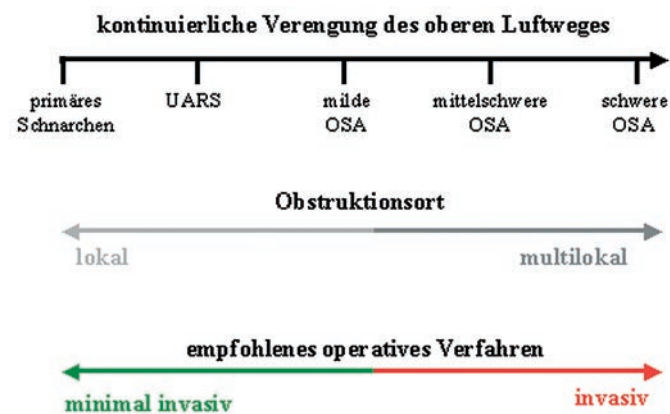 kontinuierliche Verengung des oberen Luftweges
primäres UARS milde mittelschwere schwere
Schnarchen OSA OSA OSA
Obstruktionsort
lokal multilokal
empfohlenes operatives Verfahren
minimal invasiv invasiv